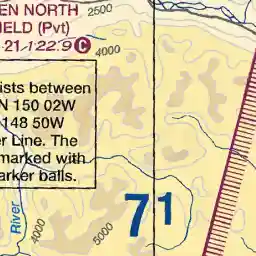 EN NORTH
IELD (Pvt)
21 122.9 C
2500
4000
ists between
N 150 02W
148 50W
er Line. The
marked with
arker balls.
71
River
4000
5000